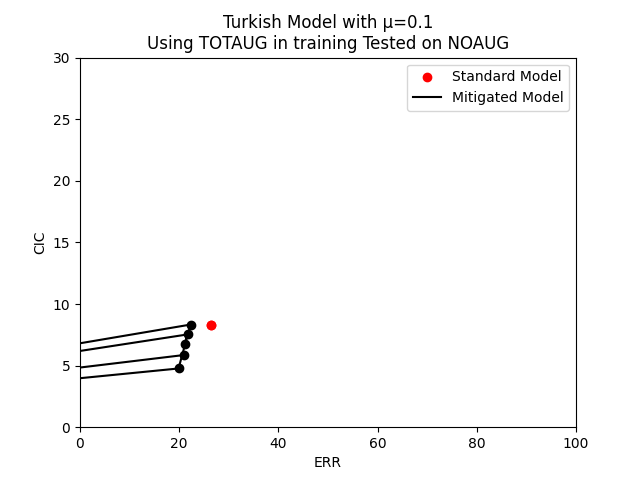 Turkish Model with μ=0.1
Using TOTAUG in training Tested on NOAUG
30
25
20
15
10
5
0
CIC
Standard Model
Mitigated Model
0 20 40 60 80 100
ERR